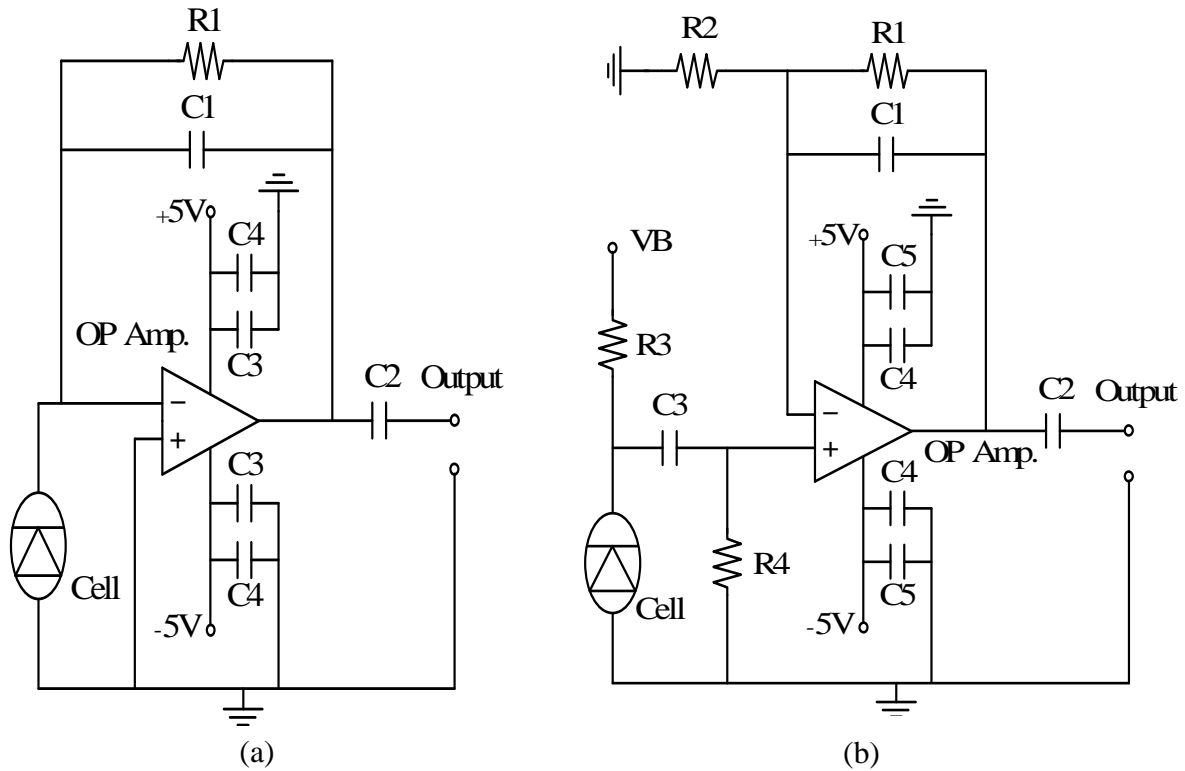 R1
C1
+5V
C4
C3
OP Amp.
C2
Output
−
+
C3
C4
-5V
Cell
(a)
R2
R1
C1
VB
+5V
C5
C4
R3
C3
C2
Output
−
+
OP Amp.
C4
C5
R4
Cell
-5V
(b)